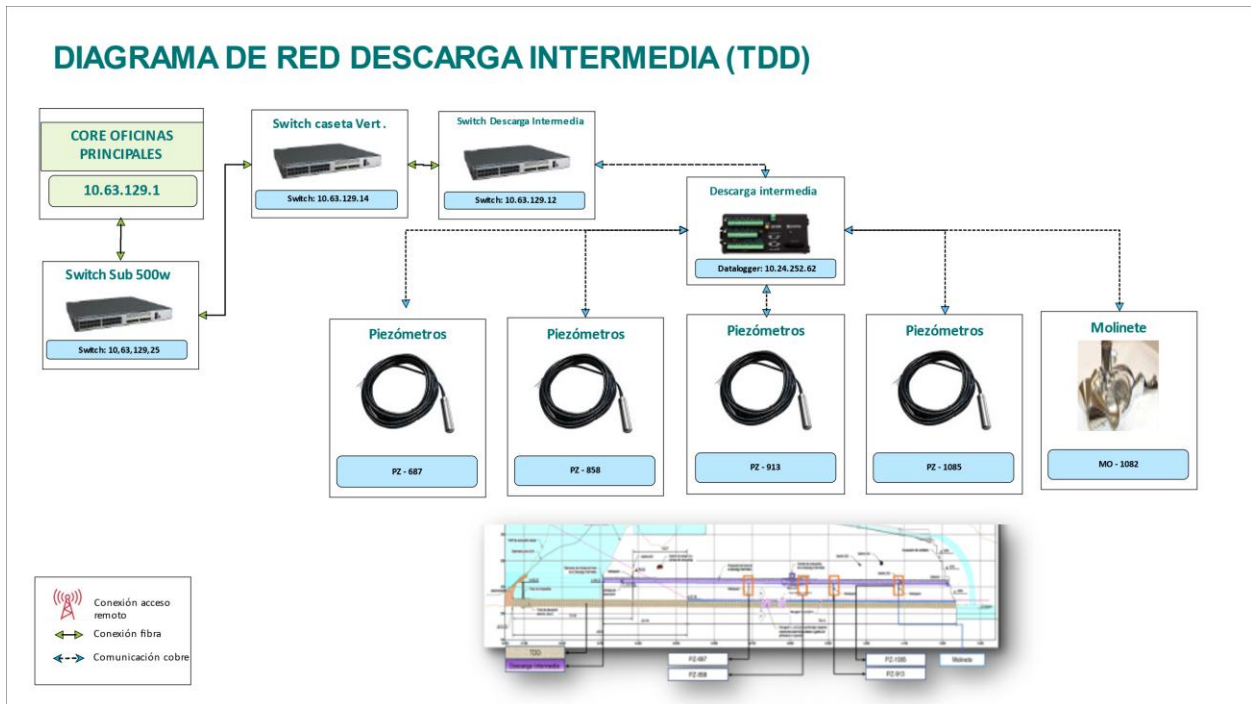 DIAGRAMA DE RED DESCARGA INTERMEDIA (TDD)
CORE OFICINAS
PRINCIPALES
10.63.129.1
Switch caseta Vert .
Switch: 10.63.129.14
Switch Descarga Intermedia
Switch: 10.63.129.12
Descarga intermedia
Datalogger: 10.24.252.62
Switch Sub 500w
Switch: 10,63,129,25
Piezómetros
PZ - 687
Piezómetros
PZ - 858
Piezómetros
PZ - 913
Piezómetros
PZ - 1085
Molinete
MO - 1082
Conexión acceso
remoto
Conexión fibra
Comunicación cobre
TDD
Descarga Intermedia
PZ-687
PZ-858
PZ-1085
PZ-913
Molinete